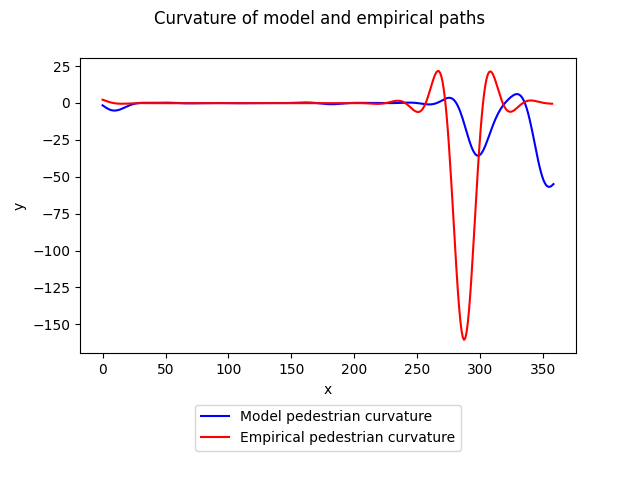 Curvature of model and empirical paths
25
0
−25
−50
−75
−100
−125
−150
y
0 50 100 150 200 250 300 350
x
Model pedestrian curvature
Empirical pedestrian curvature